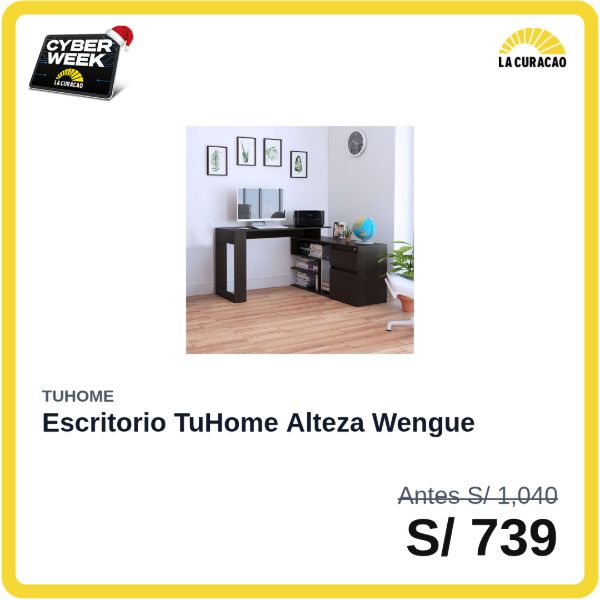 CYBER
WEEK
LA CURACAO
LA CURACAO
TUHOME
Escritorio TuHome Alteza Wengue
Antes S/ 1,040
S/ 739